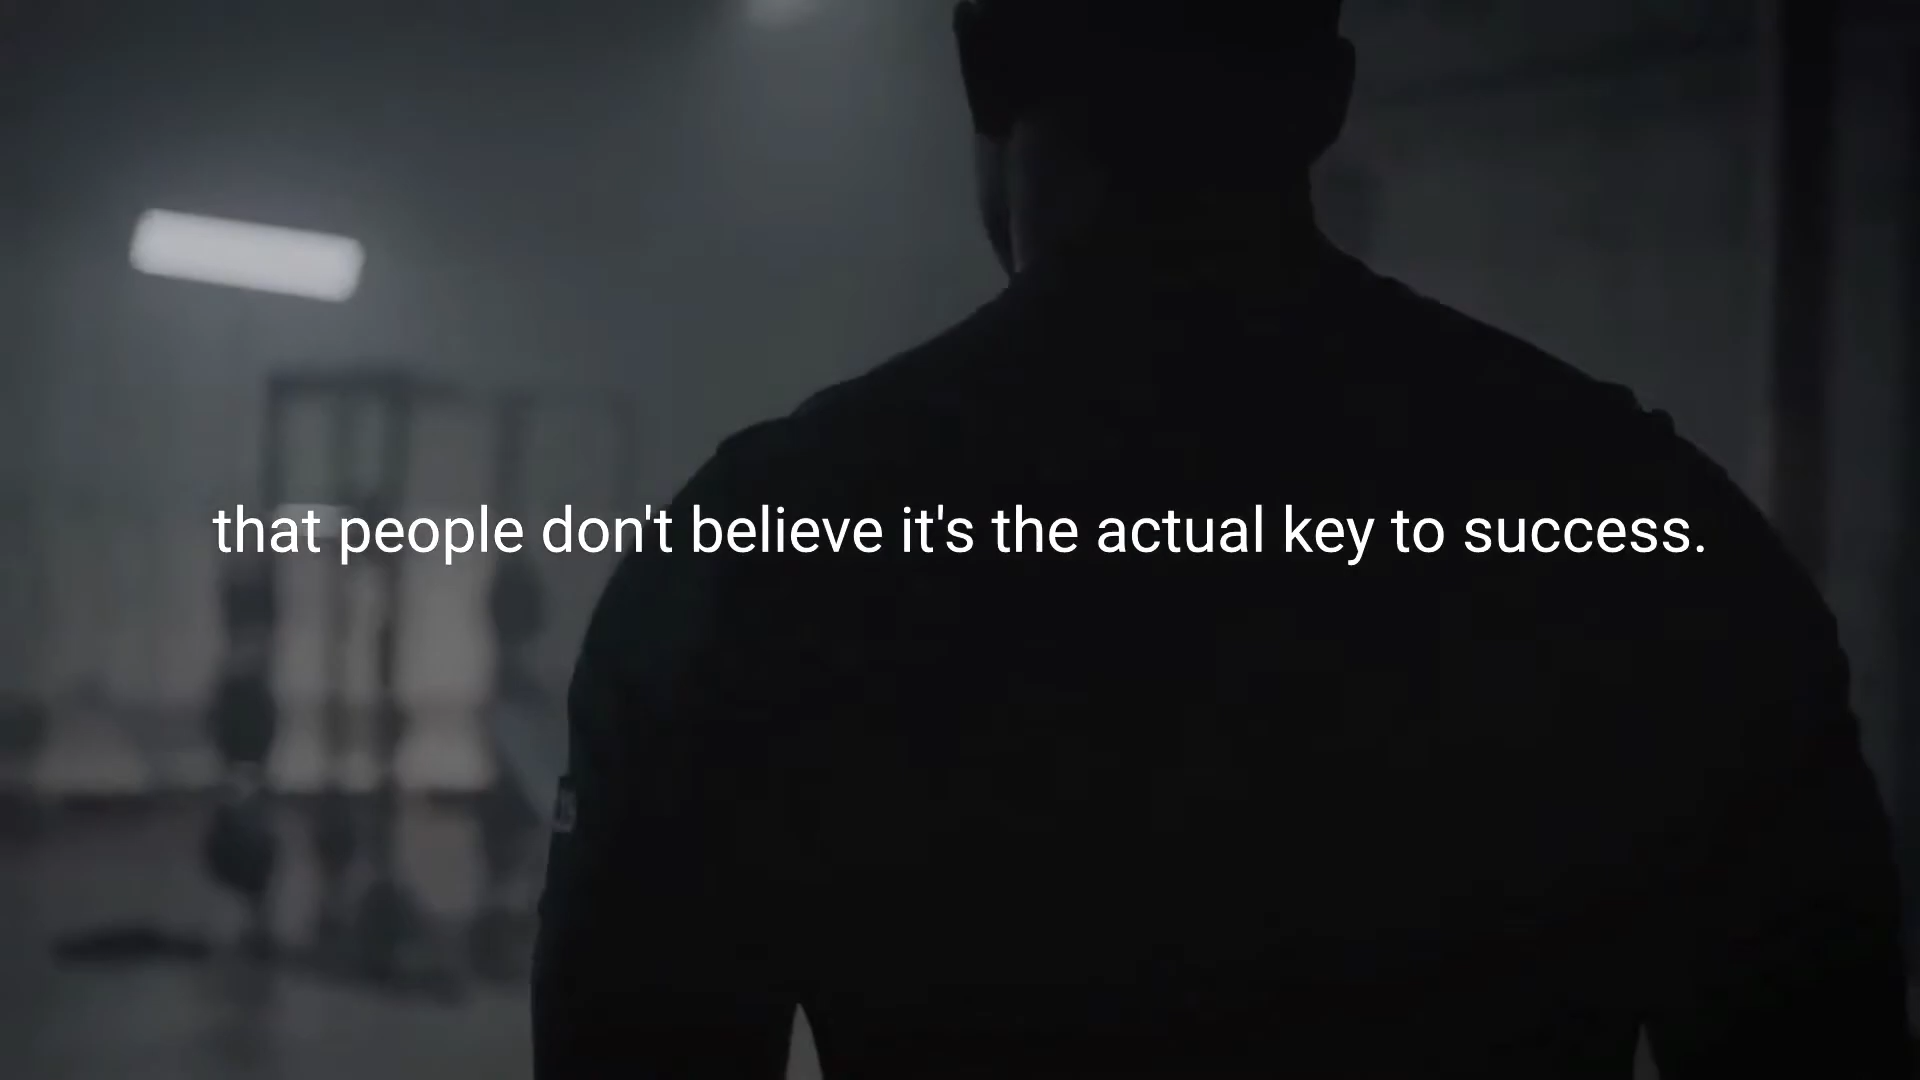 that people don't believe it's the actual key to success.